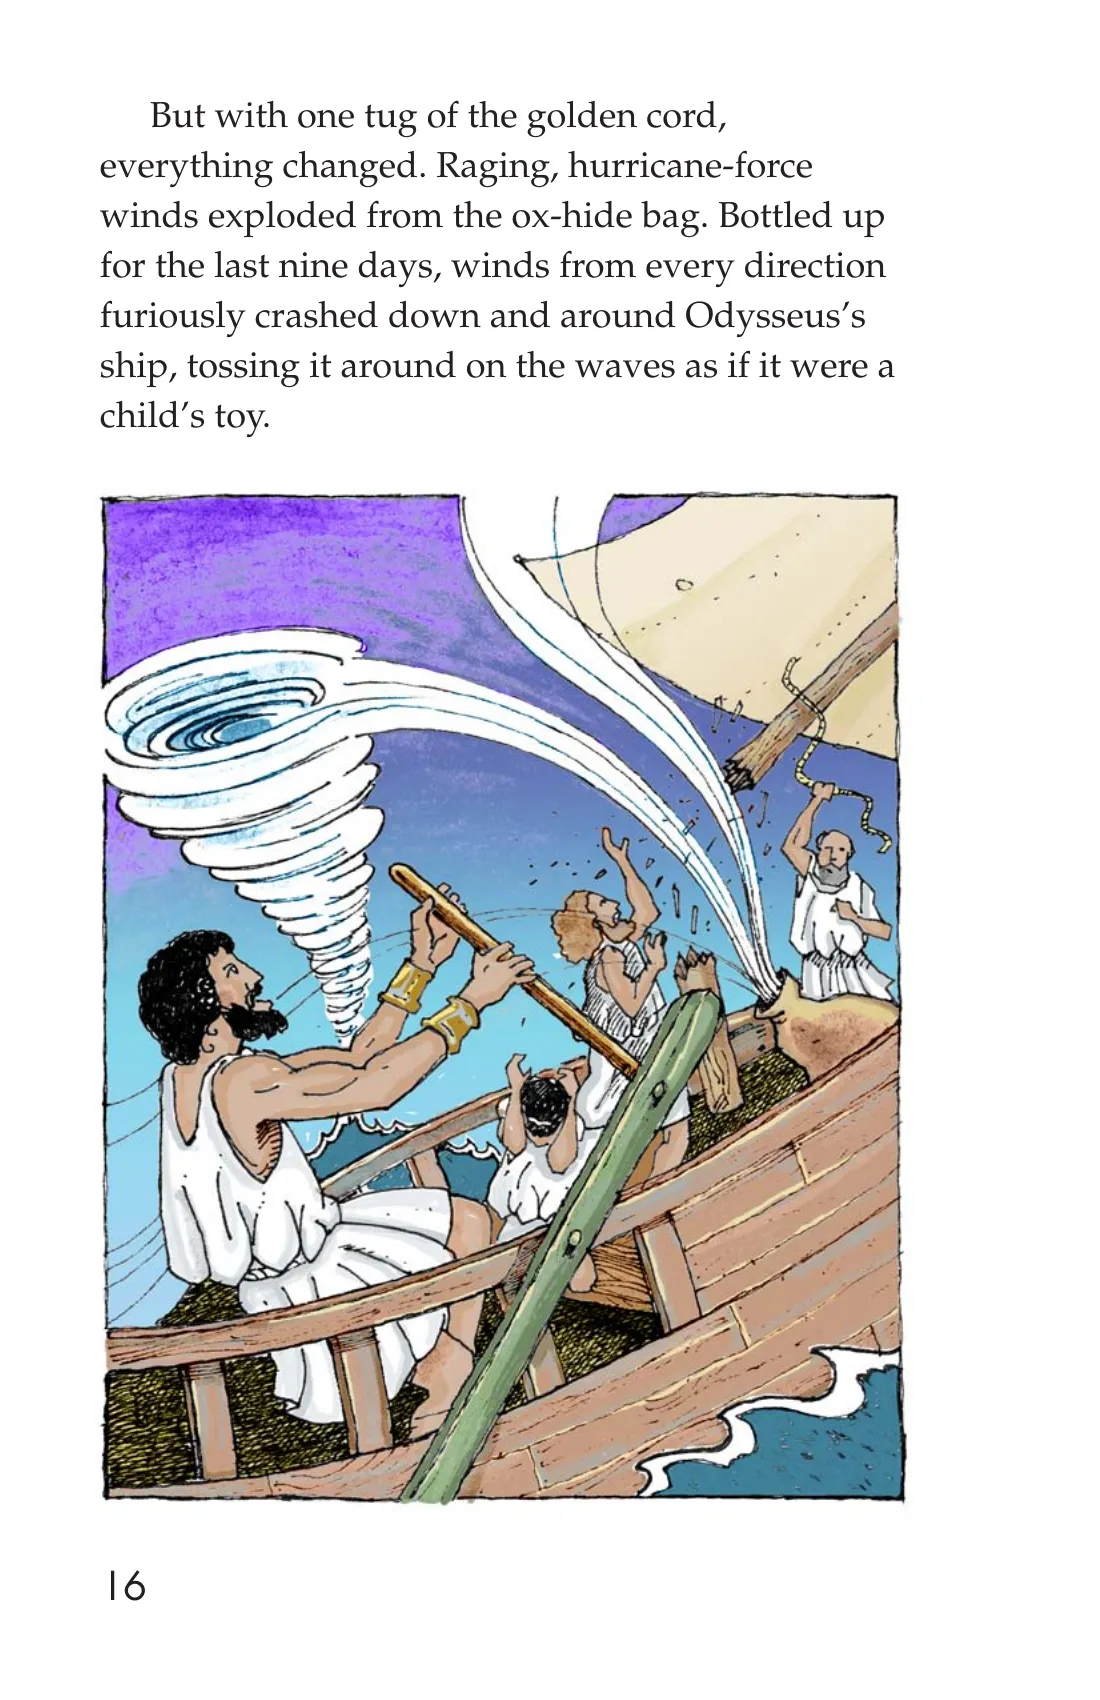 But with one tug of the golden cord,
everything changed. Raging, hurricane-force
winds exploded from the ox-hide bag. Bottled up
for the last nine days, winds from every direction
furiously crashed down and around Odysseus’s
ship, tossing it around on the waves as if it were a
child’s toy.
16